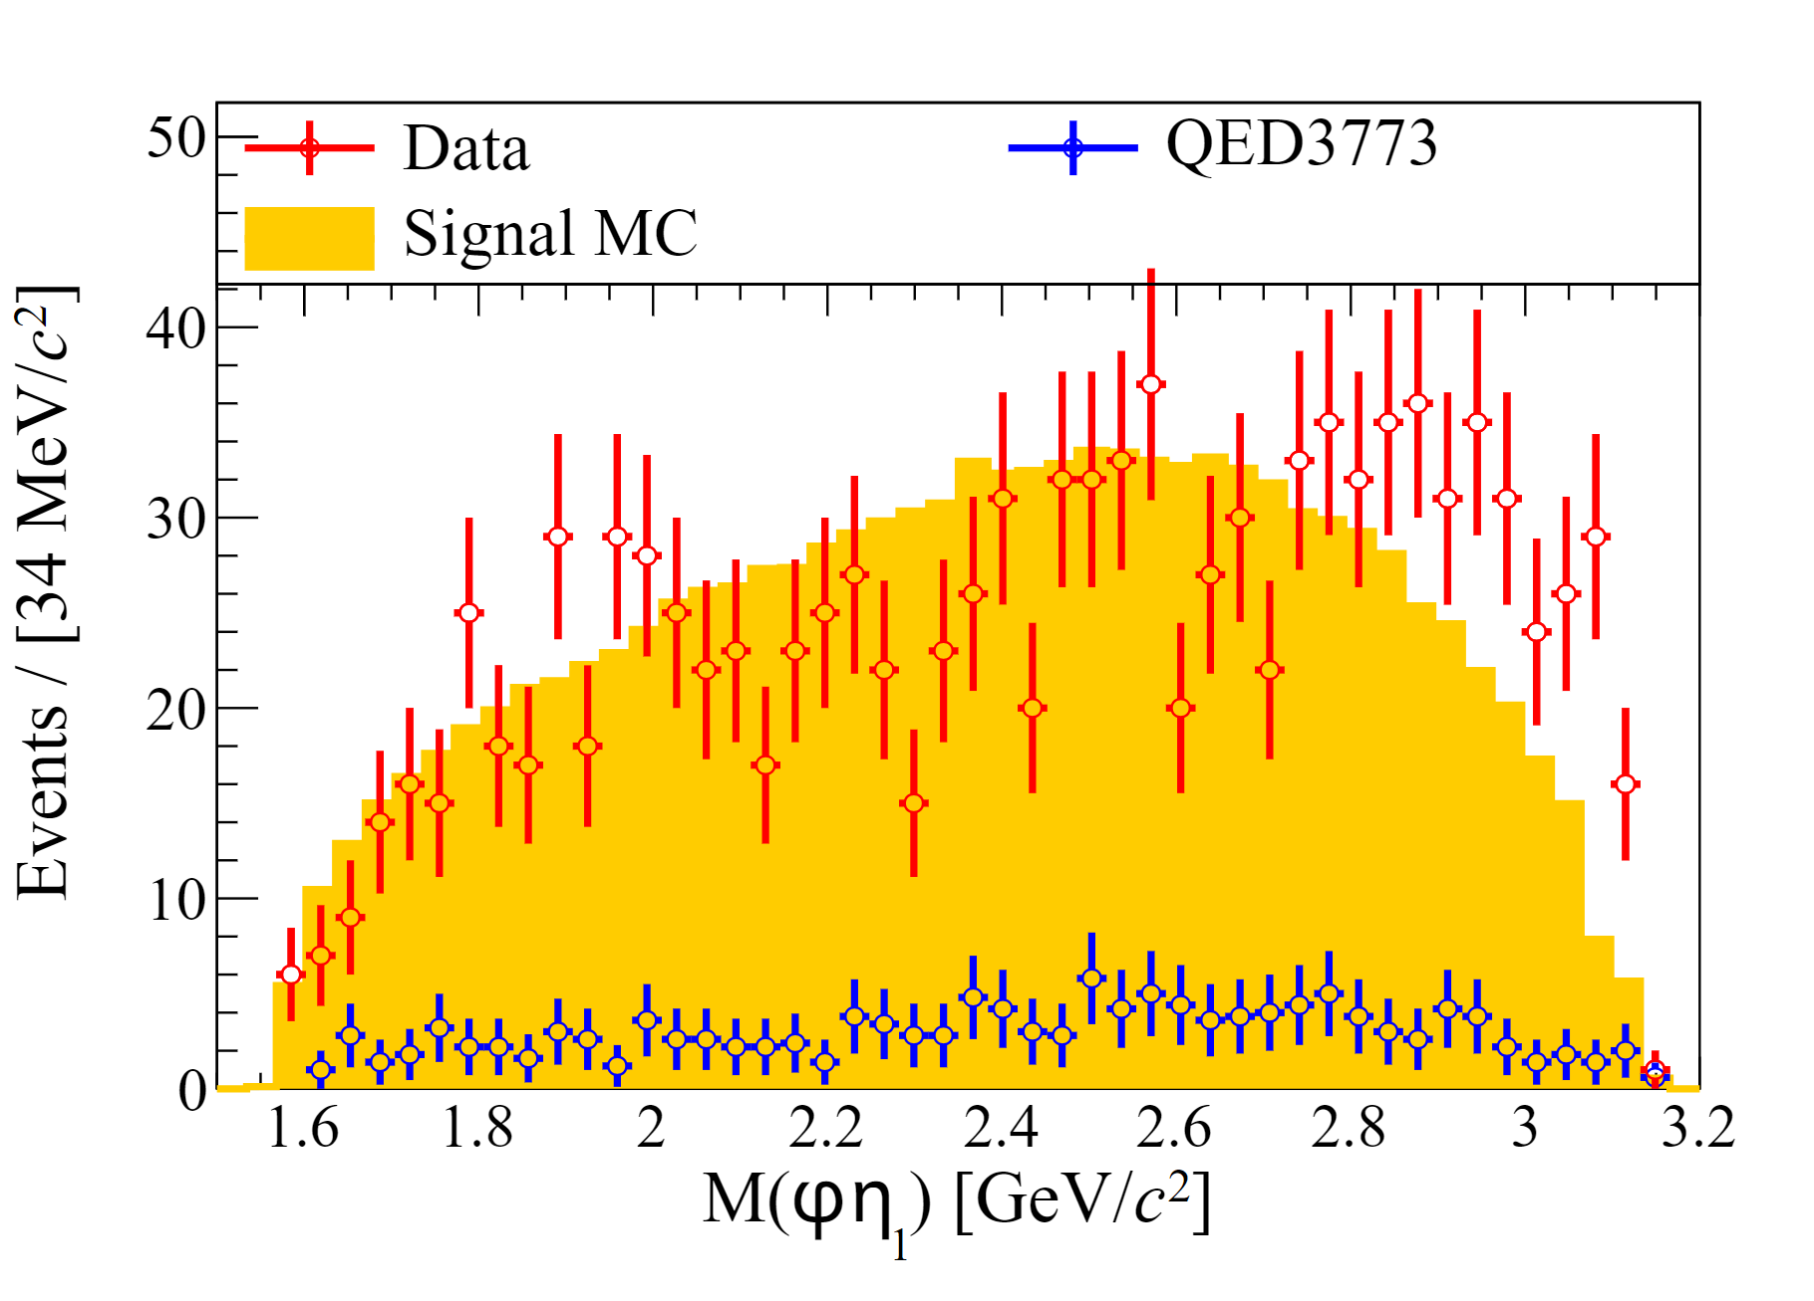 Data
QED3773
Signal MC
Events / [34 MeV/c²]
50
40
30
20
10
0
1.6 1.8 2 2.2 2.4 2.6 2.8 3 3.2
M(φη₁) [GeV/c²]